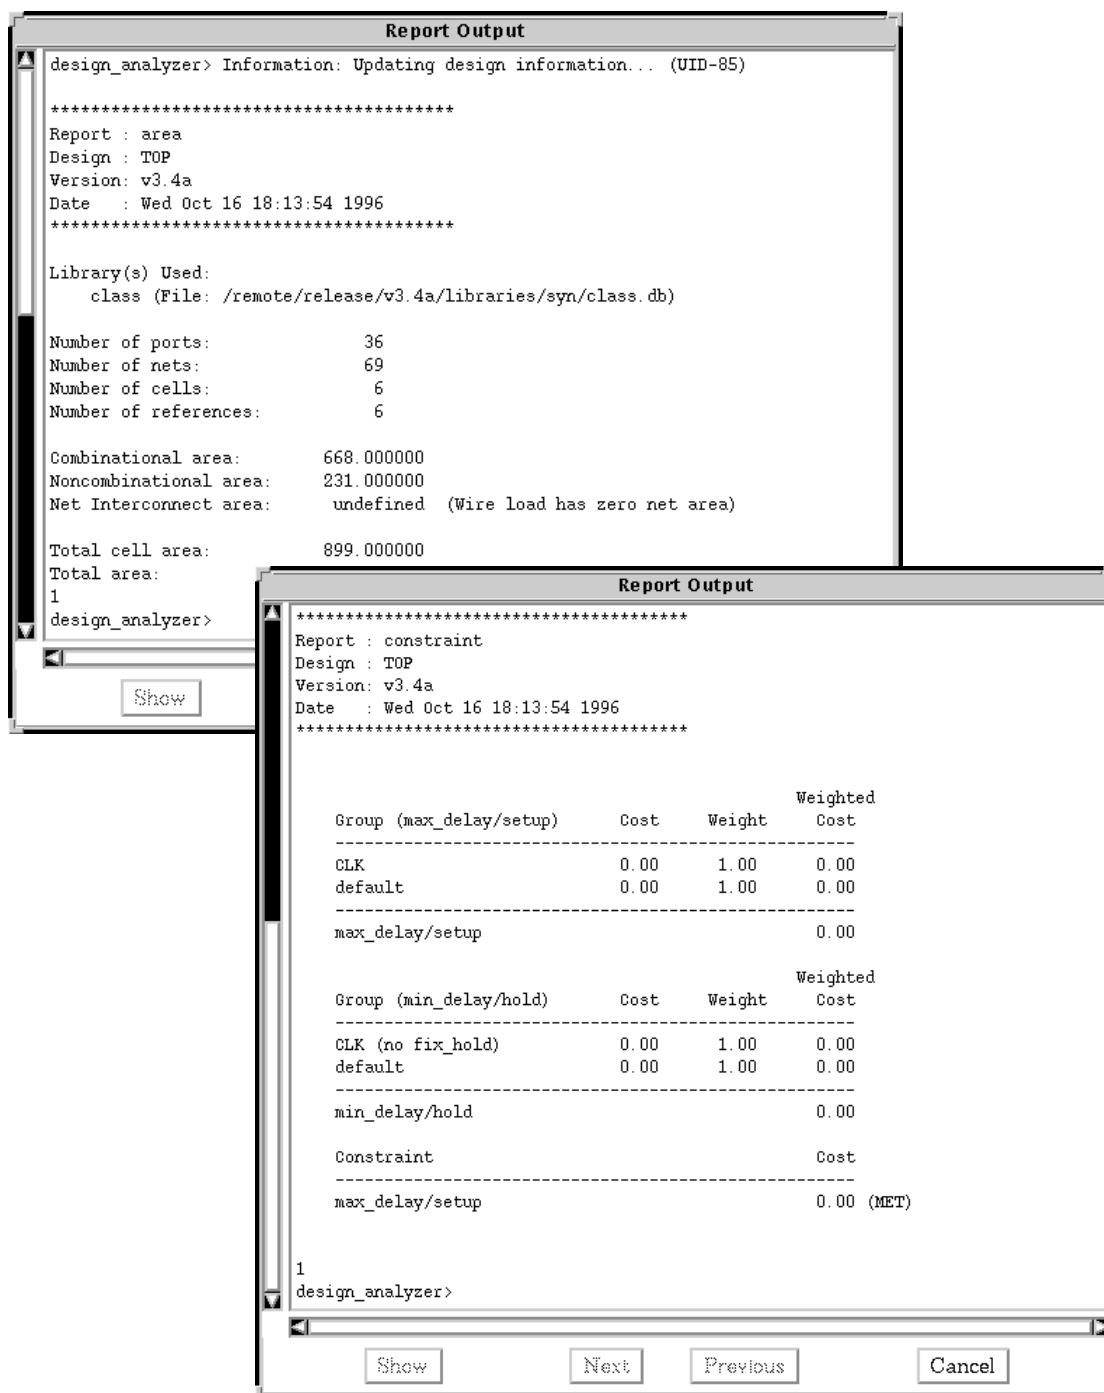 Report Output
design_analyzer> Information: Updating design information... (UID-85)
****************************************
Report : area
Design : TOP
Version: v3.4a
Date   : Wed Oct 16 18:13:54 1996
****************************************
Library(s) Used:
    class (File: /remote/release/v3.4a/libraries/syn/class.db)
Number of ports:               36
Number of nets:                69
Number of cells:                6
Number of references:           6
Combinational area:        668.000000
Noncombinational area:     231.000000
Net Interconnect area:      undefined  (Wire load has zero net area)
Total cell area:           899.000000
Total area:
1
design_analyzer>
Show
Report Output
****************************************
Report : constraint
Design : TOP
Version: v3.4a
Date   : Wed Oct 16 18:13:54 1996
****************************************
Weighted
Group (max_delay/setup)      Cost     Weight     Cost
-----------------------------------------------------
CLK                          0.00      1.00      0.00
default                      0.00      1.00      0.00
-----------------------------------------------------
max_delay/setup                                  0.00
Weighted
Group (min_delay/hold)       Cost     Weight     Cost
-----------------------------------------------------
CLK (no fix_hold)            0.00      1.00      0.00
default                      0.00      1.00      0.00
-----------------------------------------------------
min_delay/hold                                   0.00
Constraint                                       Cost
-----------------------------------------------------
max_delay/setup                                  0.00 (MET)
1
design_analyzer>
Show Next Previous Cancel